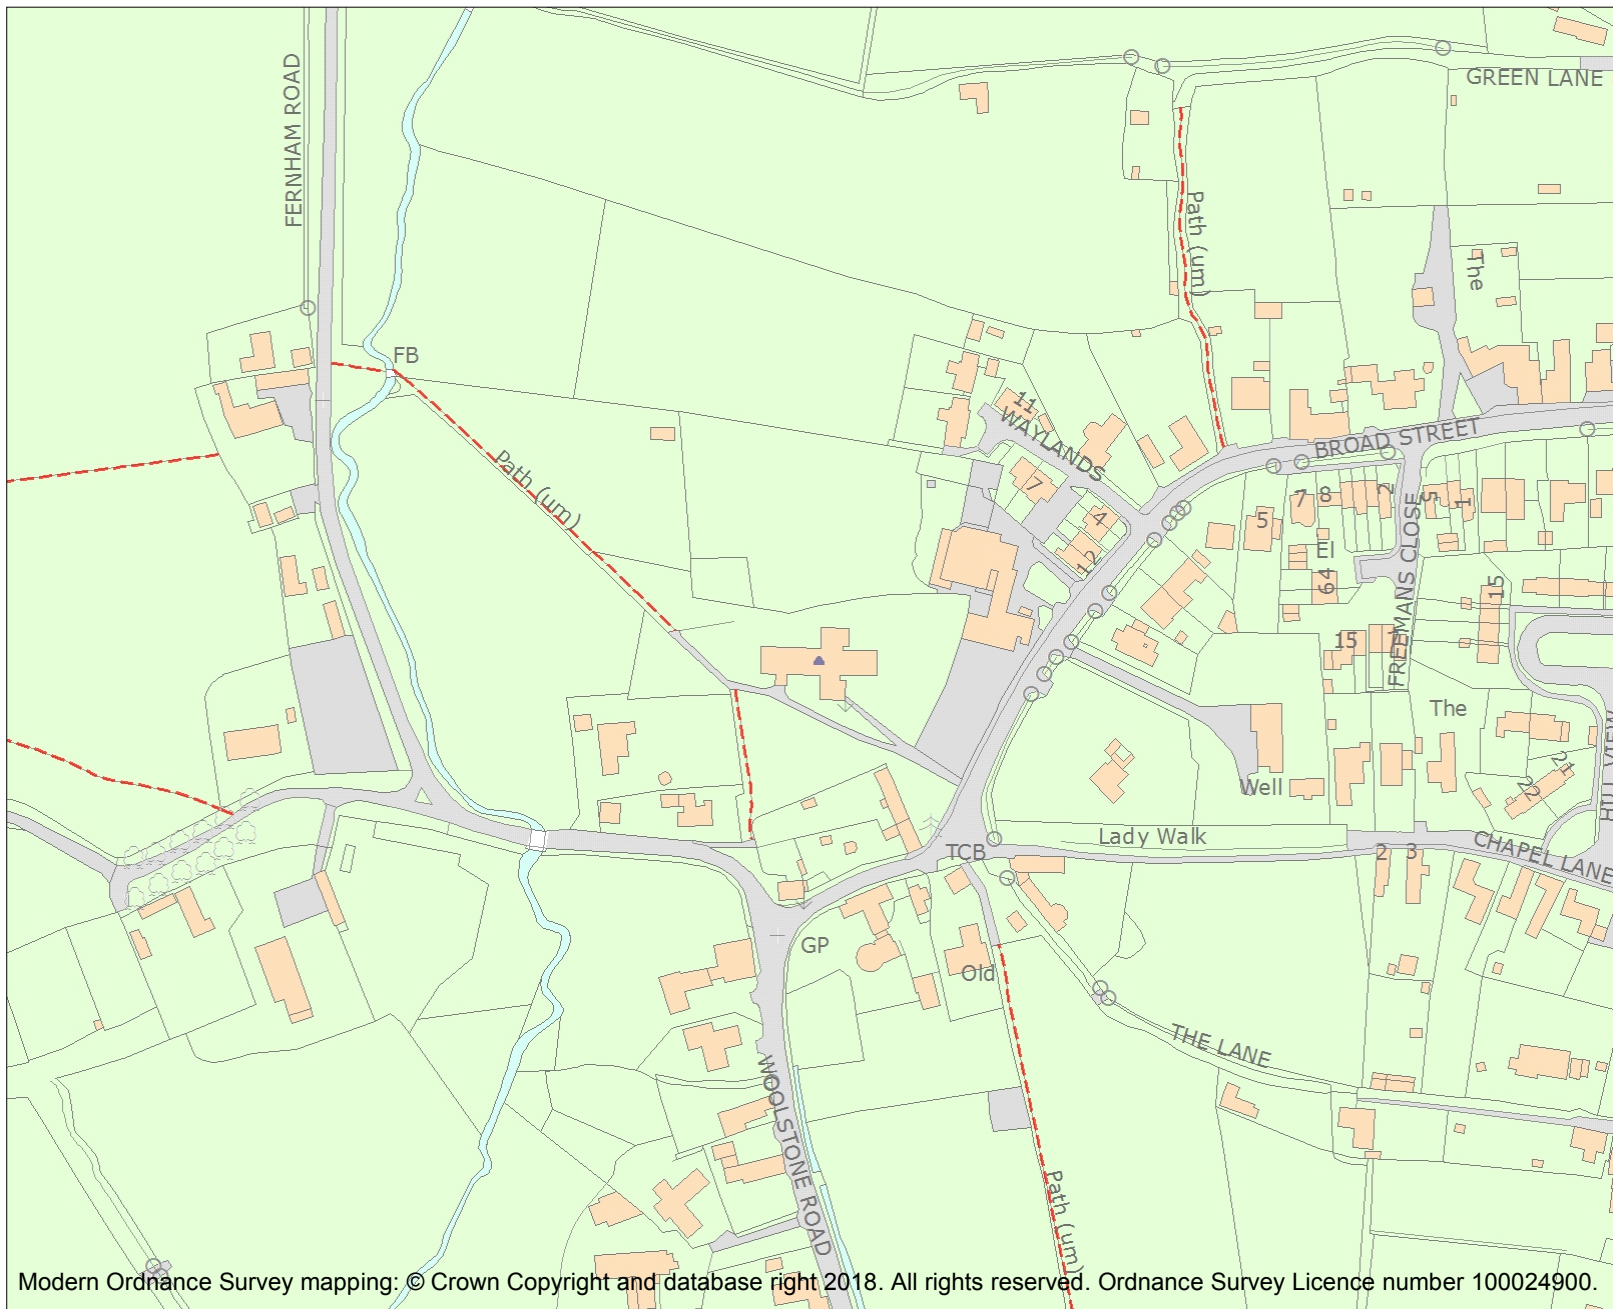 FERNHAM ROAD
GREEN LANE
Path (um)
The
FB
11
WAYLANDS
BROAD STREET
Path (um)
7
4
12
7
8
2
5
1
5
El
64
FREEMANS CLOSE
15
15
1
The
HILL VIEW
21
22
Well
Lady Walk
TCB
2
3
CHAPEL LANE
GP
Old
THE LANE
WOOLSTONE ROAD
Path (um)
Modern Ordnance Survey mapping: © Crown Copyright and database right 2018. All rights reserved. Ordnance Survey Licence number 100024900.